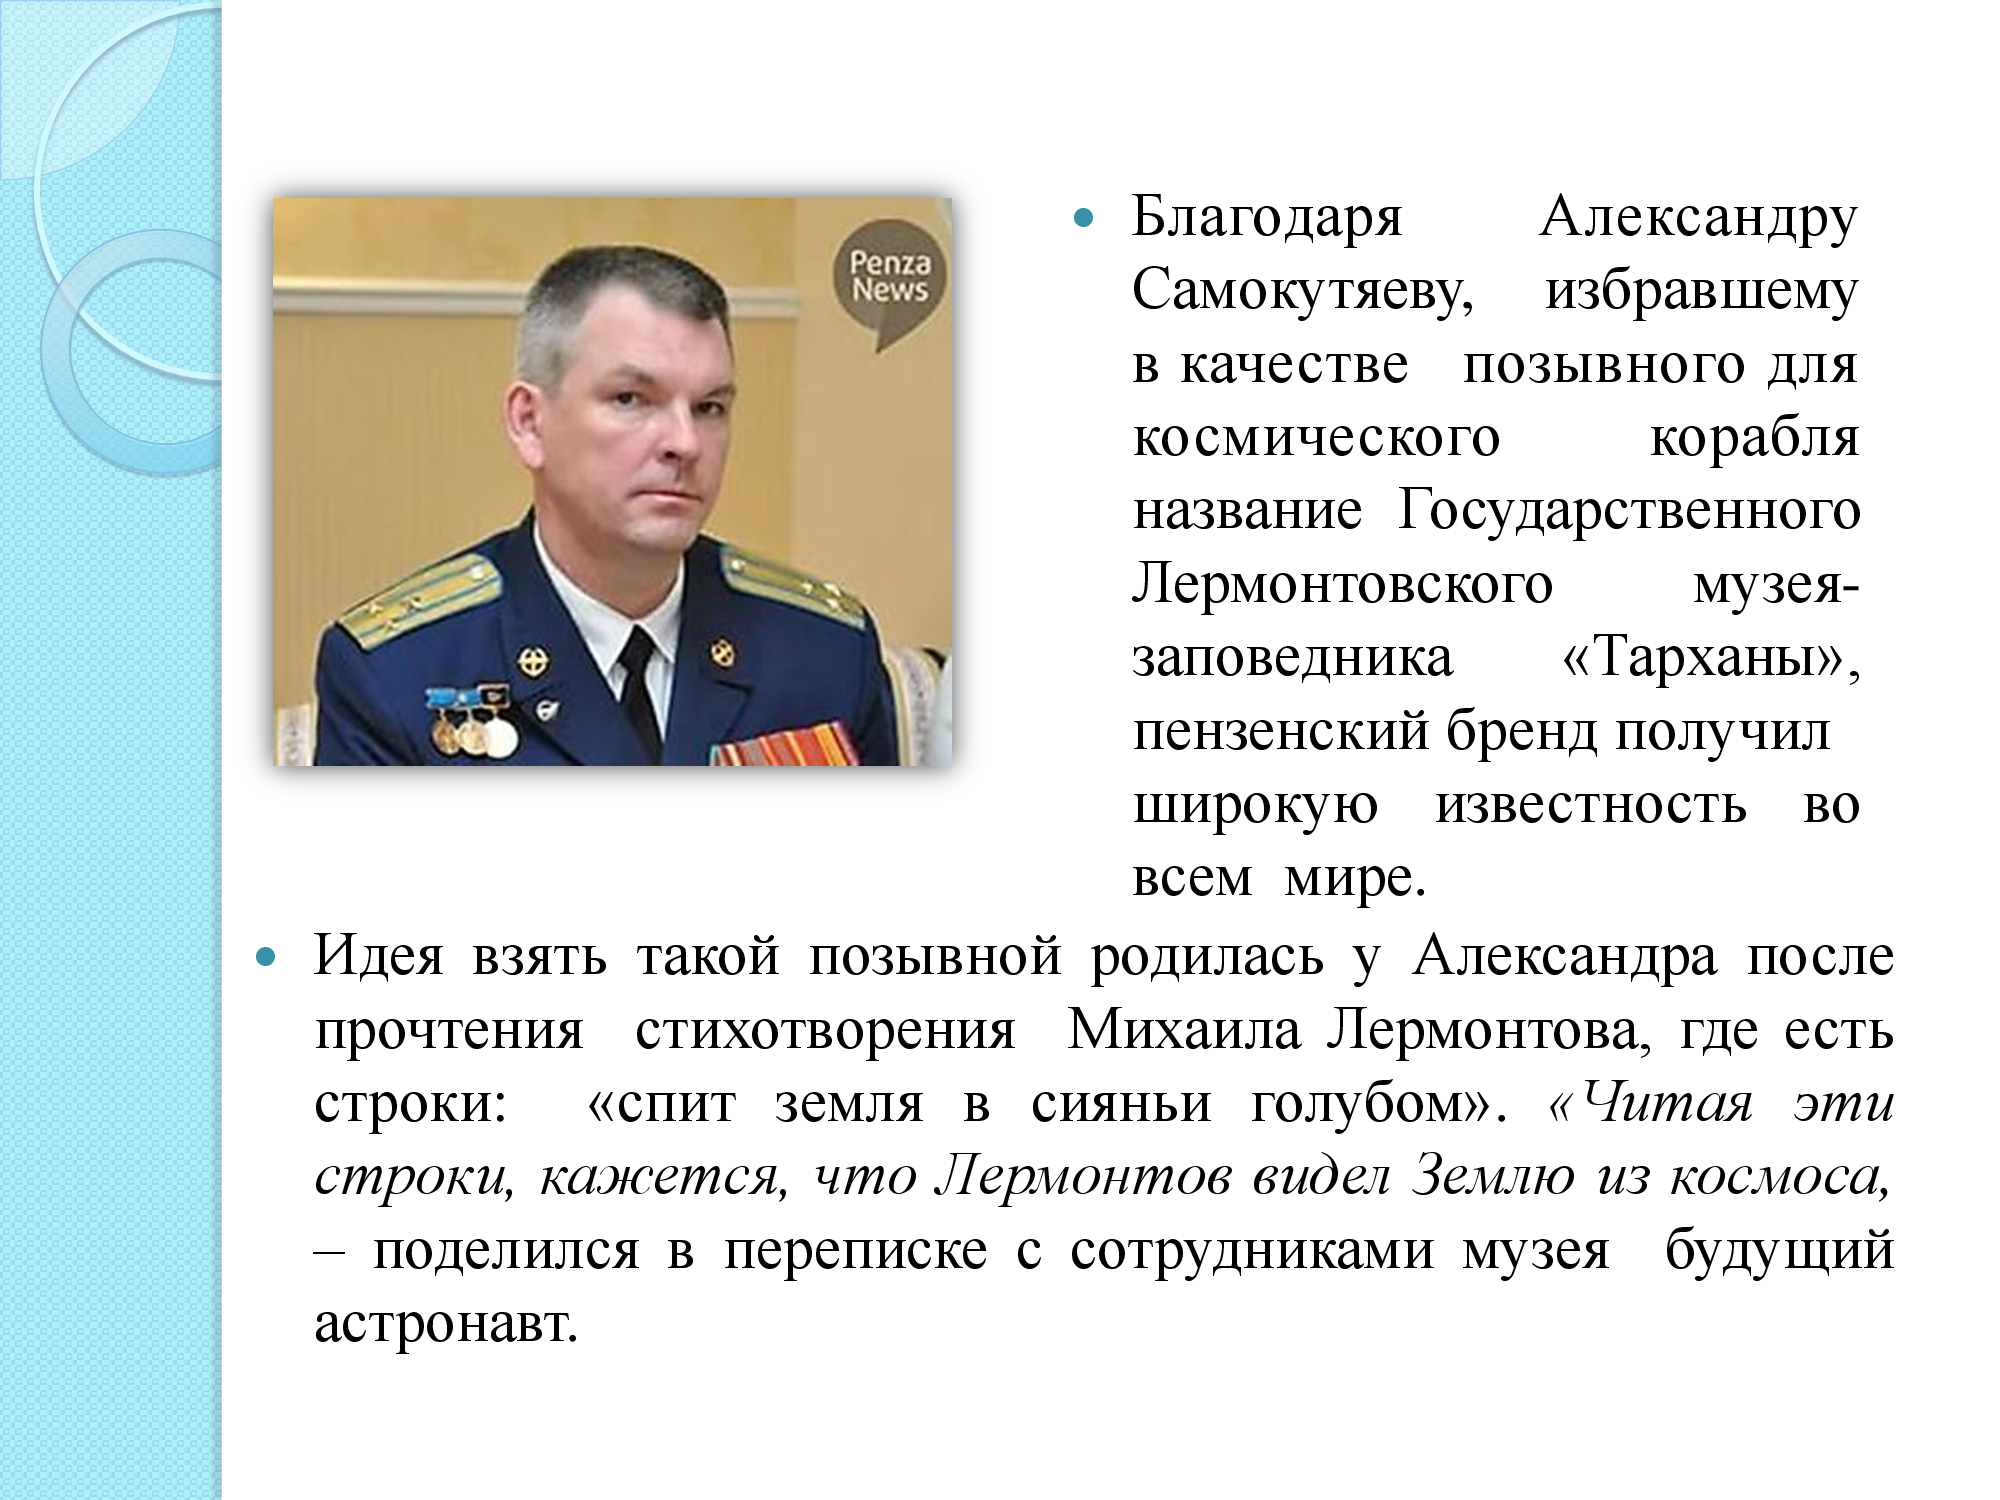 Penza
News
Благодаря Александру
Самокутяеву, избравшему
в качестве позывного для
космического корабля
название Государственного
Лермонтовского музея-
заповедника «Тарханы»,
пензенский бренд получил
широкую известность во
всем мире.
Идея взять такой позывной родилась у Александра после
прочтения стихотворения Михаила Лермонтова, где есть
строки: «спит земля в сияньи голубом». «Читая эти
строки, кажется, что Лермонтов видел Землю из космоса,
– поделился в переписке с сотрудниками музея будущий
астронавт.